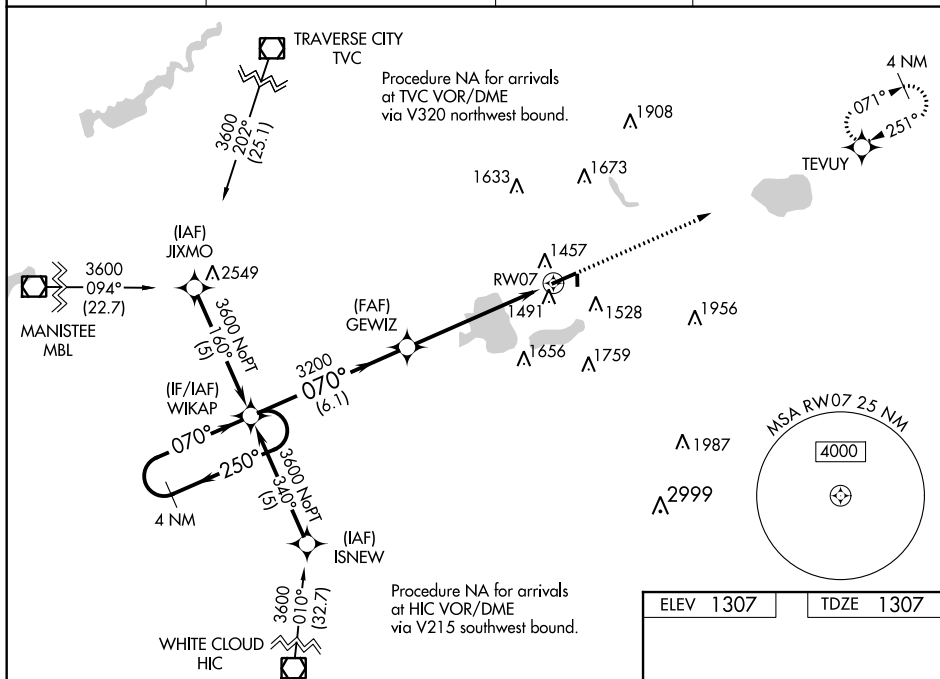 TRAVERSE CITY
TVC
Procedure NA for arrivals
at TVC VOR/DME
via V320 northwest bound.
4 NM
071°
251°
TEVUY
3600
202°
(25.1)
1908
1673
1633
(IAF)
JIXMO
2549
3600
094°
(22.7)
MANISTEE
MBL
3600 NoPT
160°
(5)
1457
RW07
1491
1528
1956
1656
1759
(FAF)
GEWIZ
3200
070°
(6.1)
(IF/IAF)
WIKAP
070°
250°
4 NM
3600 NoPT
340°
(5)
(IAF)
ISNEW
MSA RW07 25 NM
4000
1987
2999
3600
010°
(32.7)
WHITE CLOUD
HIC
Procedure NA for arrivals
at HIC VOR/DME
via V215 southwest bound.
ELEV 1307
TDZE 1307